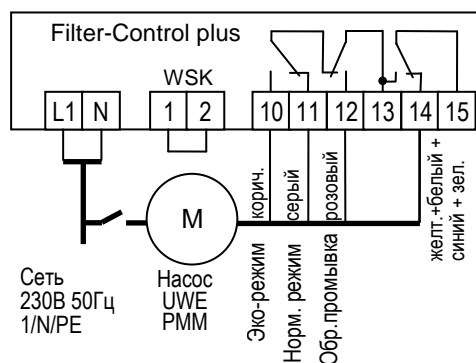 Filter-Control plus
WSK
L1 N 1 2 10 11 12 13 14 15
корич.
серый
розовый
желт.+белый +
синий + зел.
M
Сеть
230В 50Гц
1/N/PE
Насос
UWE
PMM
Эко-режим
Норм. режим
Обр.промывка